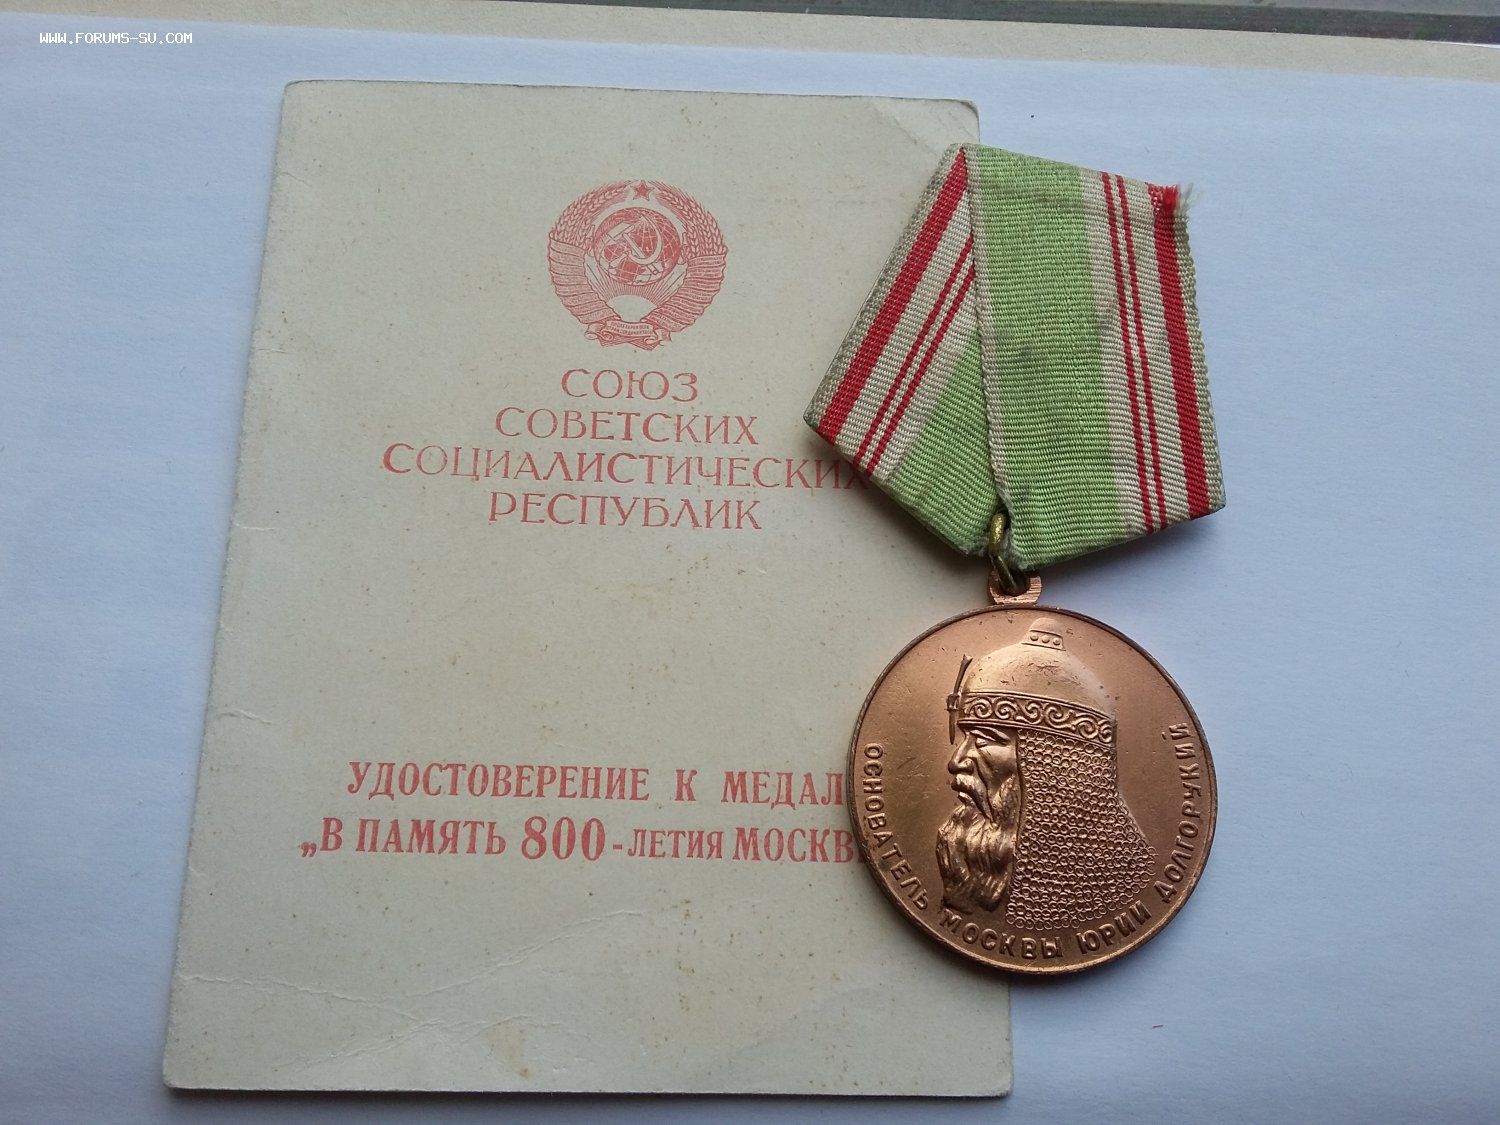 WWW.FORUMS-SU.COM
СОЮЗ
СОВЕТСКИХ
СОЦИАЛИСТИЧЕСКИХ
РЕСПУБЛИК
УДОСТОВЕРЕНИЕ К МЕДАЛ
„В ПАМЯТЬ 800-ЛЕТИЯ МОСКВ
ОСНОВАТЕЛЬ МОСКВЫ ЮРИЙ ДОЛГОРУКИЙ